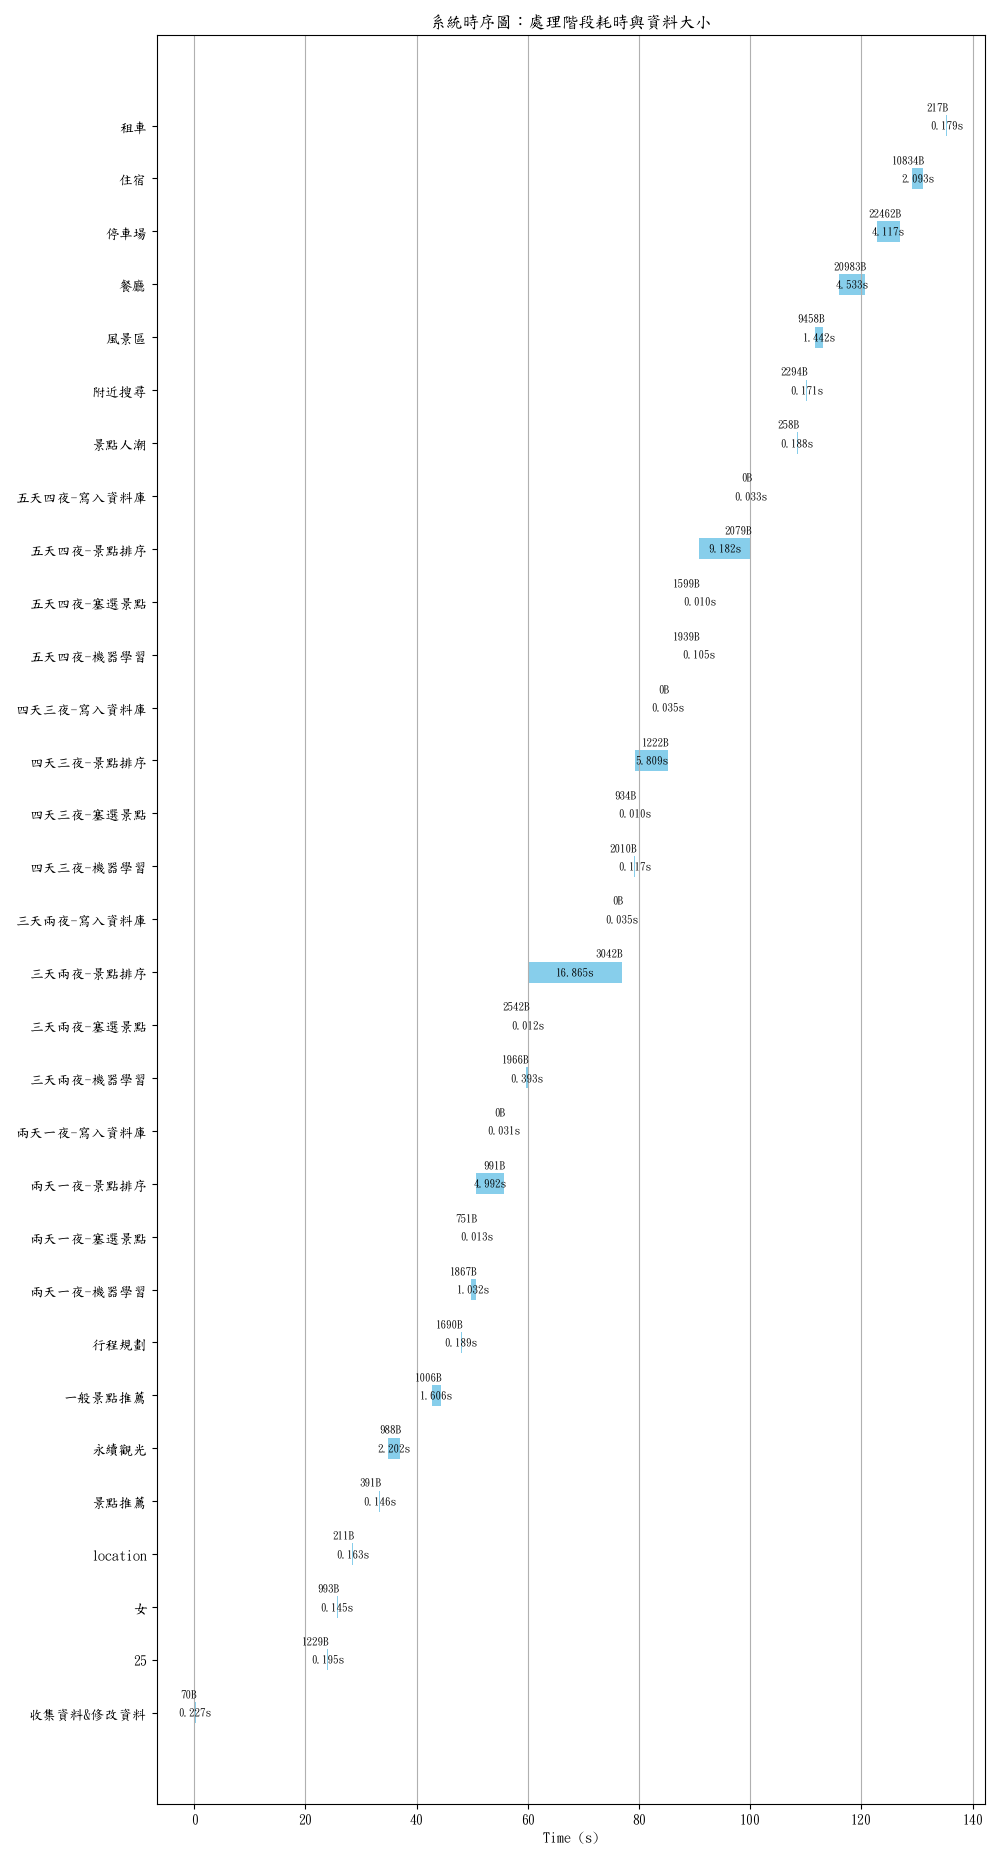 系統時序圖：處理階段耗時與資料大小
217B
租車 0.179s
10834B
住宿 2.093s
22462B
停車場 4.117s
20983B
餐廳 4.533s
9458B
風景區 1.442s
2294B
附近搜尋 0.171s
258B
景點人潮 0.188s
0B
五天四夜-寫入資料庫 0.033s
2079B
五天四夜-景點排序 9.182s
1599B
五天四夜-塞選景點 0.010s
1939B
五天四夜-機器學習 0.105s
0B
四天三夜-寫入資料庫 0.035s
1222B
四天三夜-景點排序 5.809s
934B
四天三夜-塞選景點 0.010s
2010B
四天三夜-機器學習 0.117s
0B
三天兩夜-寫入資料庫 0.035s
3042B
三天兩夜-景點排序 16.865s
2542B
三天兩夜-塞選景點 0.012s
1966B
三天兩夜-機器學習 0.393s
0B
兩天一夜-寫入資料庫 0.031s
991B
兩天一夜-景點排序 4.992s
751B
兩天一夜-塞選景點 0.013s
1867B
兩天一夜-機器學習 1.032s
1690B
行程規劃 0.189s
1006B
一般景點推薦 1.606s
988B
永續觀光 2.202s
391B
景點推薦 0.146s
211B
location 0.163s
993B
女 0.145s
1229B
25 0.195s
70B
收集資料&修改資料 0.227s
0 20 40 60 80 100 120 140
Time (s)